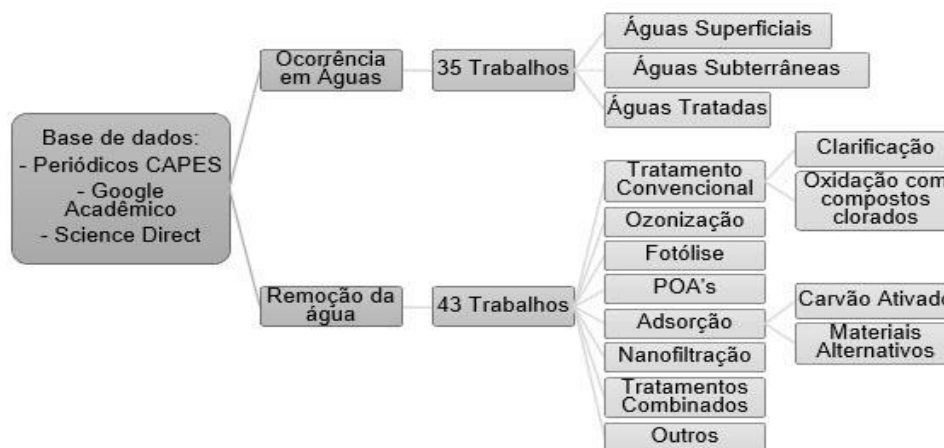 Base de dados:
- Periódicos CAPES
- Google
Acadêmico
- Science Direct
Ocorrência
em Águas
35 Trabalhos
Águas Superficiais
Águas Subterrâneas
Águas Tratadas
Remoção da
água
43 Trabalhos
Tratamento
Convencional
Clarificação
Oxidação com
compostos
clorados
Ozonização
Fotólise
POA's
Adsorção
Carvão Ativado
Materiais
Alternativos
Nanofiltração
Tratamentos
Combinados
Outros